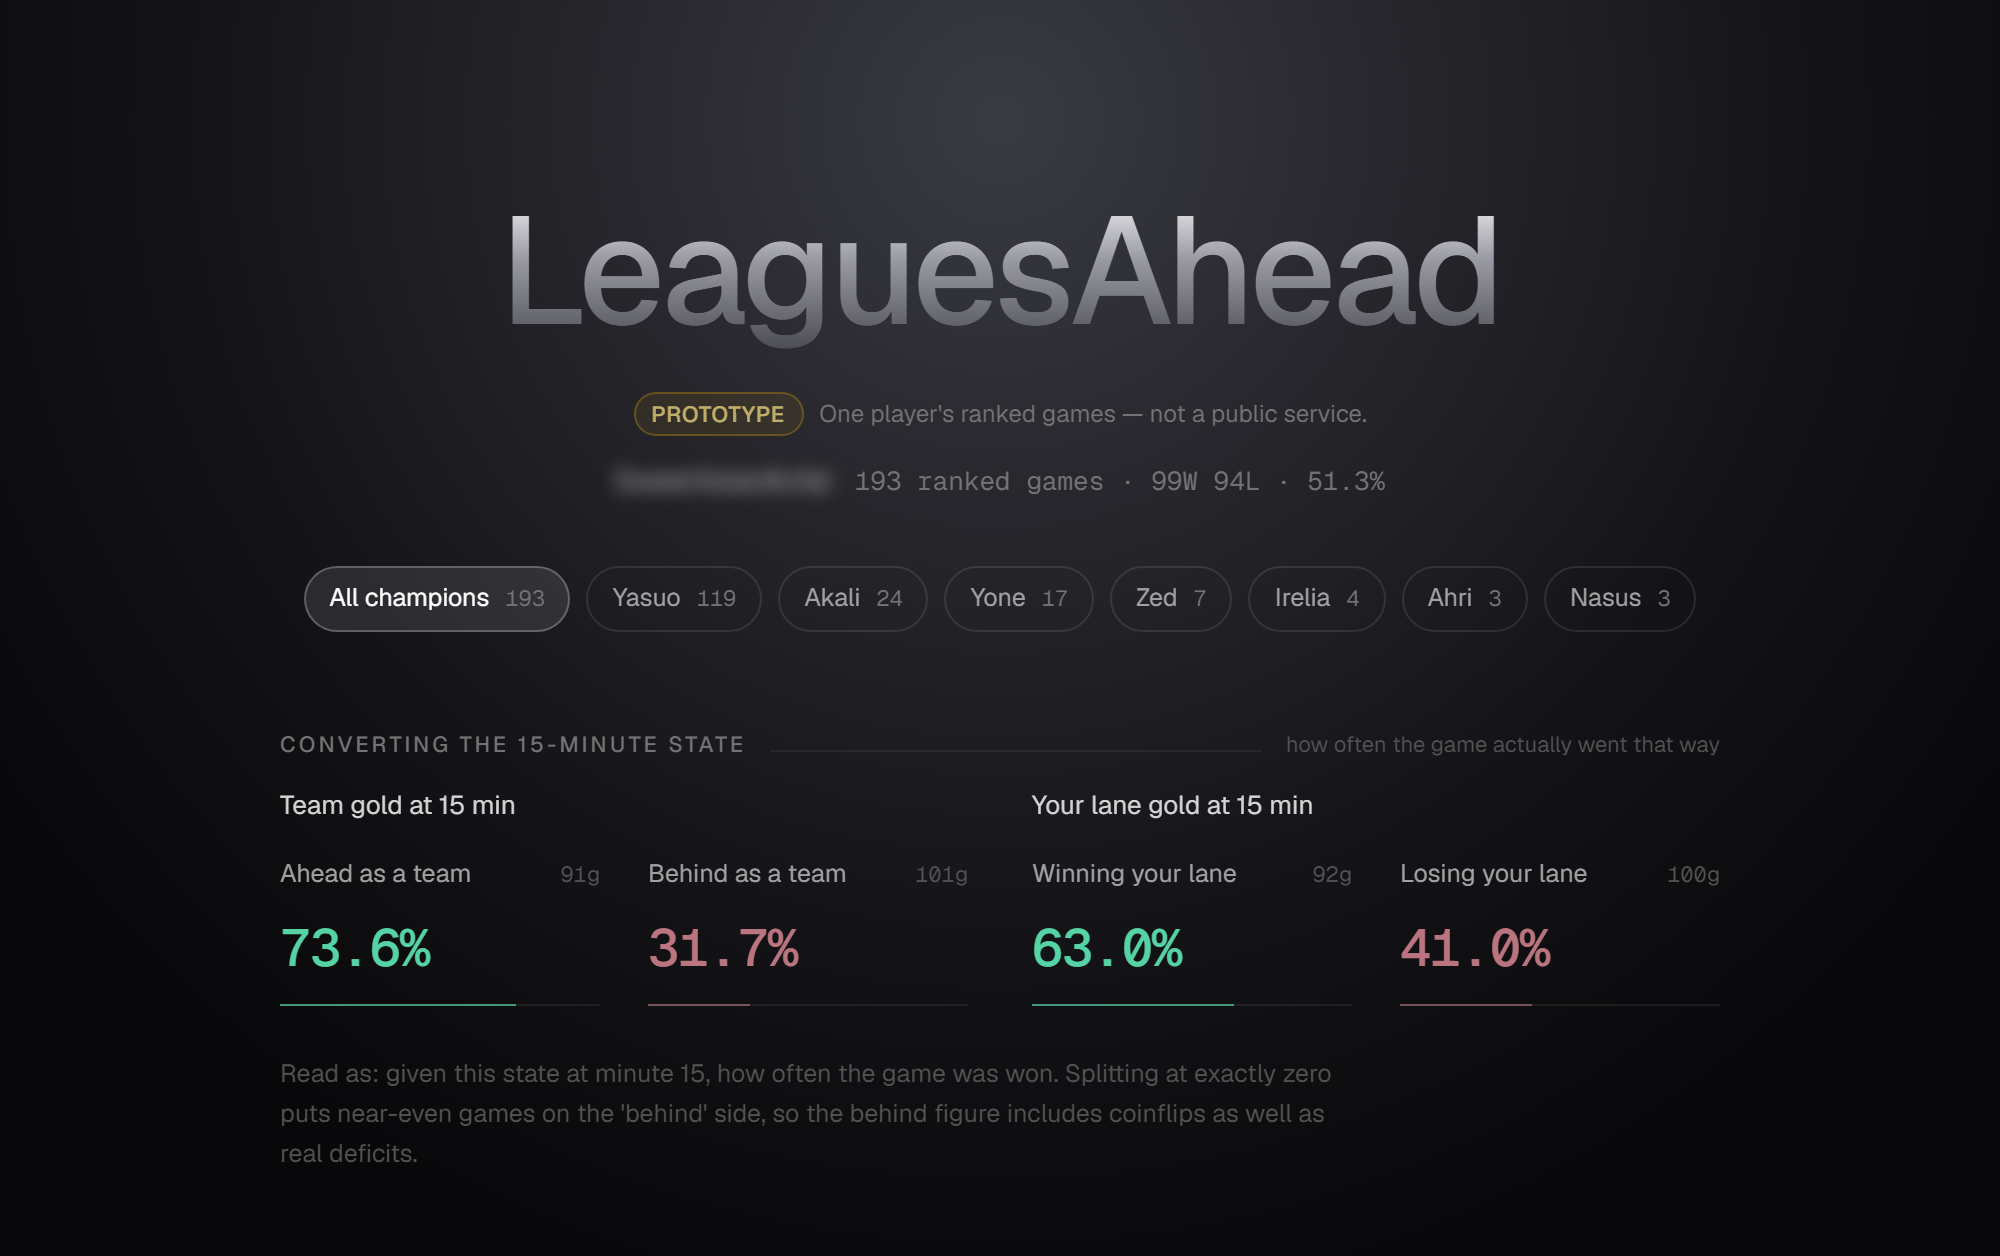 LeaguesAhead
PROTOTYPE One player's ranked games — not a public service.
193 ranked games · 99W 94L · 51.3%
All champions 193 Yasuo 119 Akali 24 Yone 17 Zed 7 Irelia 4 Ahri 3 Nasus 3
CONVERTING THE 15-MINUTE STATE how often the game actually went that way
Team gold at 15 min Your lane gold at 15 min
Ahead as a team 91g Behind as a team 101g Winning your lane 92g Losing your lane 100g
73.6% 31.7% 63.0% 41.0%
Read as: given this state at minute 15, how often the game was won. Splitting at exactly zero
puts near-even games on the 'behind' side, so the behind figure includes coinflips as well as
real deficits.